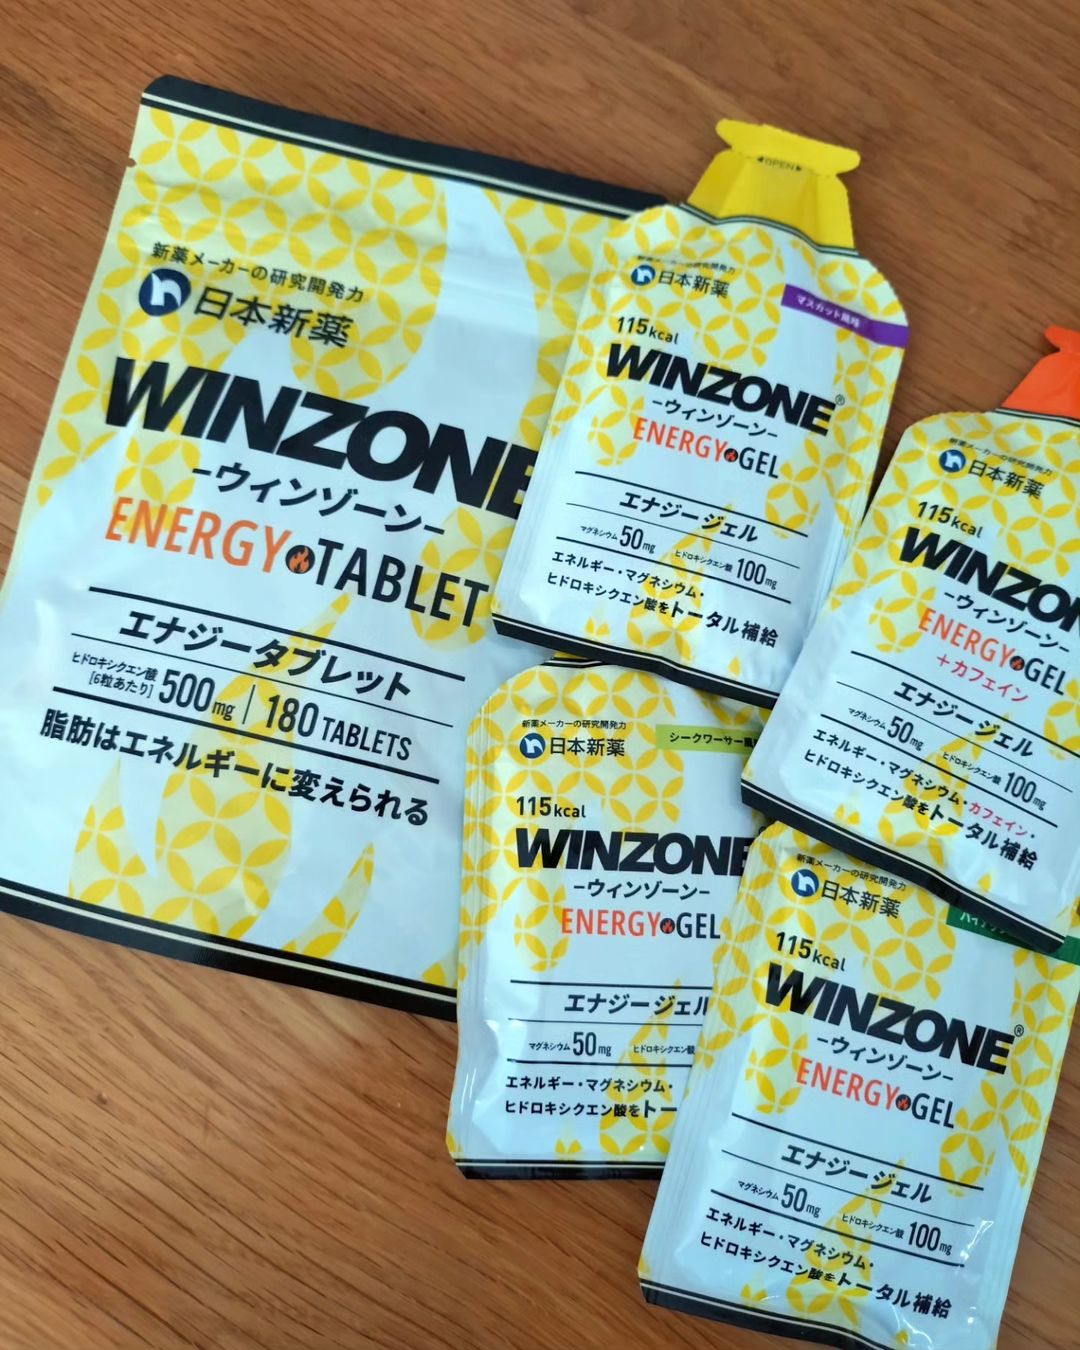 新薬メーカーの研究開発力
日本新薬
WINZONE
-ウィンゾーン-
ENERGY TABLET
エナジータブレット
ヒドロキシクエン酸
[6粒あたり] 500mg | 180 TABLETS
脂肪はエネルギーに変えられる
◀OPEN▶
新薬メーカーの研究開発力
日本新薬
マスカット風味
115kcal
WINZONE®
-ウィンゾーン-
ENERGY GEL
エナジージェル
マグネシウム 50mg ヒドロキシクエン酸 100mg
エネルギー・マグネシウム・
ヒドロキシクエン酸をトータル補給
新薬メーカーの研究開発力
日本新薬
115kcal
WINZO
-ウィンゾーン-
ENERGY GEL
+カフェイン
エナジージェル
マグネシウム 50mg ヒドロキシクエン酸 100mg
エネルギー・マグネシウム・カフェイン・
ヒドロキシクエン酸をトータル補給
新薬メーカーの研究開発力
日本新薬
シークワーサー風
115kcal
WINZONE
-ウィンゾーン-
ENERGY GEL
エナジージェル
マグネシウム 50mg ヒドロキシクエン酸
エネルギー・マグネシウム・
ヒドロキシクエン酸をトー
新薬メーカーの研究開発力
日本新薬
115kcal
WINZONE®
-ウィンゾーン-
ENERGY GEL
エナジージェル
マグネシウム 50mg ヒドロキシクエン酸 100mg
エネルギー・マグネシウム・
ヒドロキシクエン酸をトータル補給